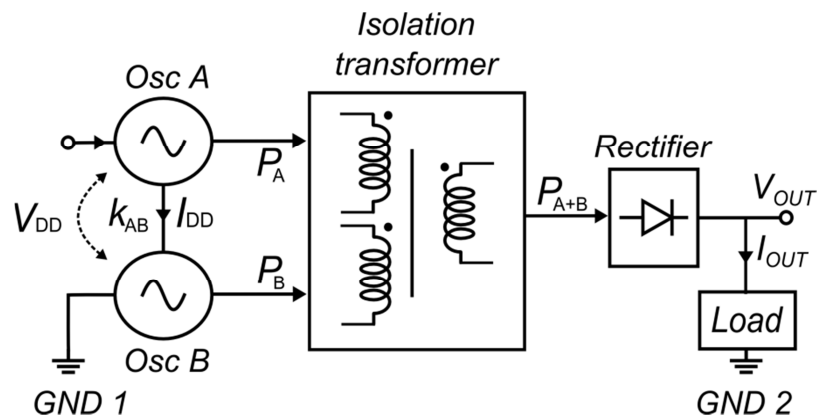 Isolation
transformer
Osc A
P_A
V_DD
k_AB
I_DD
P_B
Osc B
GND 1
P_A+B
Rectifier
V_OUT
I_OUT
Load
GND 2